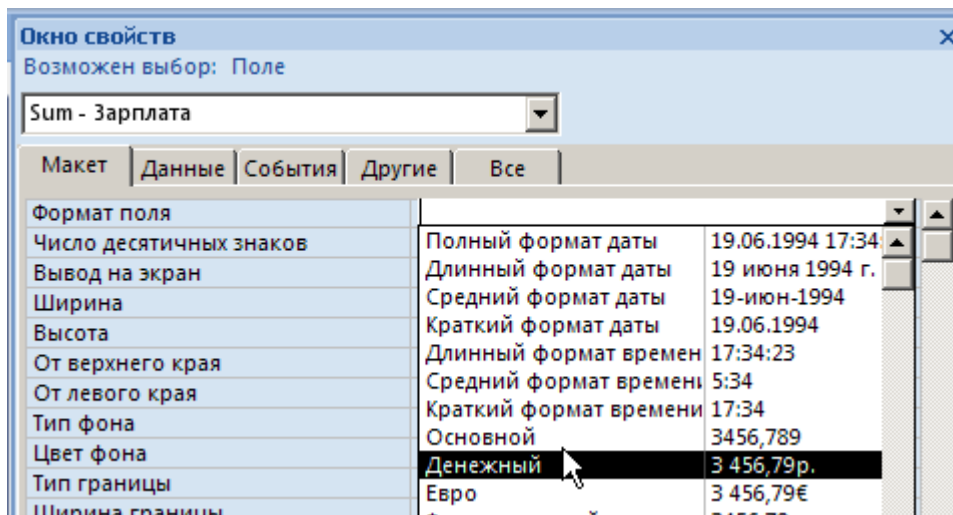 Окно свойств
Возможен выбор: Поле
Sum - Зарплата
Макет Данные События Другие Все
Формат поля
Число десятичных знаков
Вывод на экран
Ширина
Высота
От верхнего края
От левого края
Тип фона
Цвет фона
Тип границы
Ширина границы
Полный формат даты 19.06.1994 17:34:
Длинный формат даты 19 июня 1994 г.
Средний формат даты 19-июн-1994
Краткий формат даты 19.06.1994
Длинный формат времен 17:34:23
Средний формат времени 5:34
Краткий формат времени 17:34
Основной 3456,789
Денежный 3 456,79р.
Евро 3 456,79€